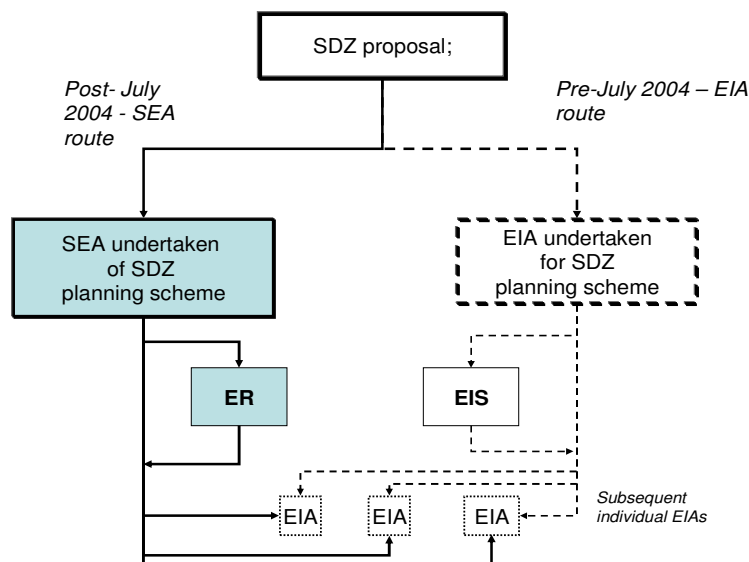 SDZ proposal;
Post- July
2004 - SEA
route
Pre-July 2004 – EIA
route
SEA undertaken
of SDZ
planning scheme
EIA undertaken
for SDZ
planning scheme
ER
EIS
EIA
EIA
EIA
Subsequent
individual EIAs